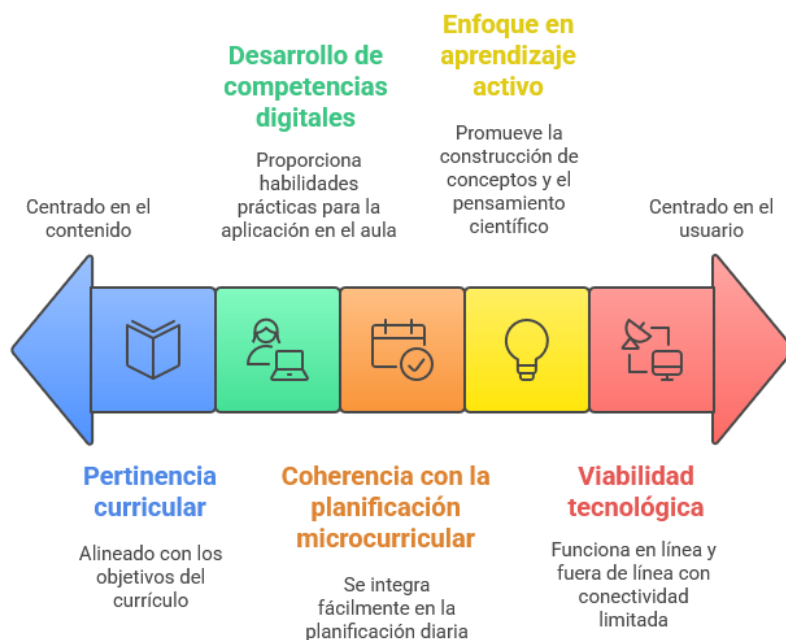 Enfoque en
aprendizaje
activo
Promueve la
construcción de
conceptos y el
pensamiento
científico
Desarrollo de
competencias
digitales
Proporciona
habilidades
prácticas para la
aplicación en el aula
Centrado en el
contenido
Centrado en el
usuario
Pertinencia
curricular
Alineado con los
objetivos del
currículo
Coherencia con la
planificación
microcurricular
Se integra
fácilmente en la
planificación diaria
Viabilidad
tecnológica
Funciona en línea y
fuera de línea con
conectividad
limitada